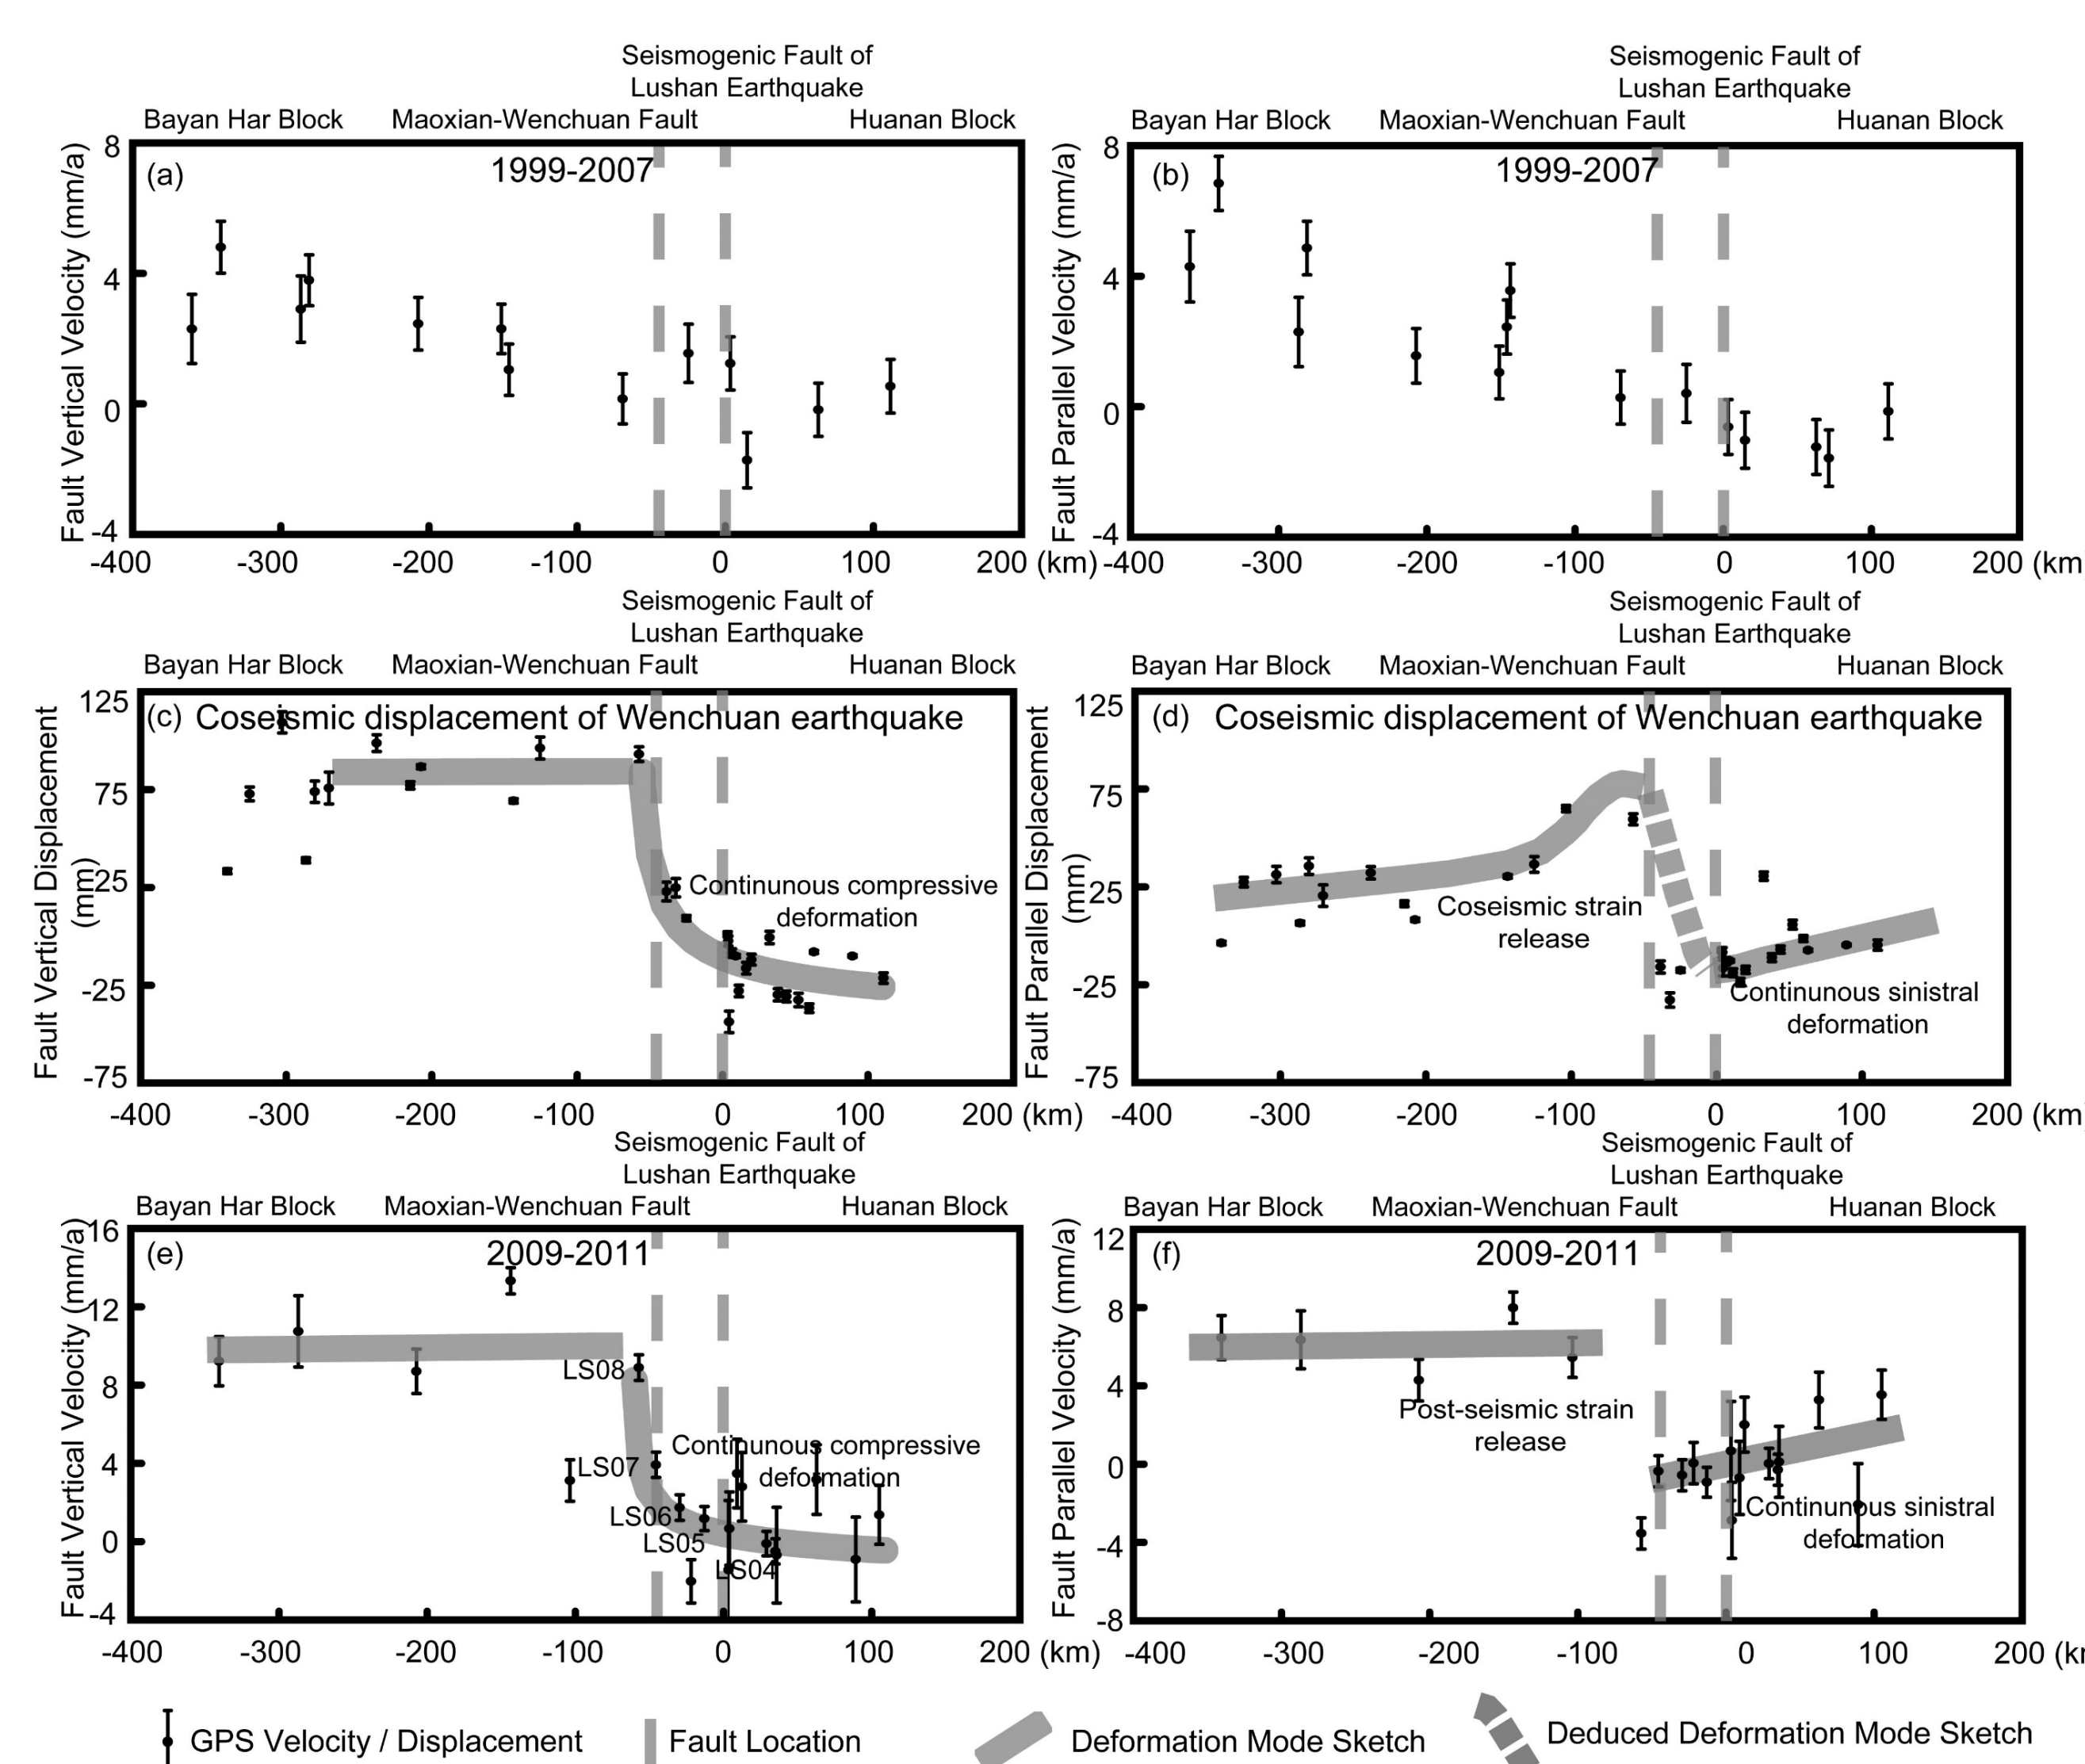 Seismogenic Fault of
Lushan Earthquake
Bayan Har Block Maoxian-Wenchuan Fault Huanan Block
(a) 1999-2007
Fault Vertical Velocity (mm/a)
8
4
0
-4
-400 -300 -200 -100 0 100 200 (km)
Seismogenic Fault of
Lushan Earthquake
Bayan Har Block Maoxian-Wenchuan Fault Huanan Block
(b) 1999-2007
Fault Parallel Velocity (mm/a)
8
4
0
-4
-400 -300 -200 -100 0 100 200 (km
Seismogenic Fault of
Lushan Earthquake
Bayan Har Block Maoxian-Wenchuan Fault Huanan Block
(c) Coseismic displacement of Wenchuan earthquake
Fault Vertical Displacement
(mm)
125
75
25
-25
-75
Continunous compressive
deformation
-400 -300 -200 -100 0 100 200 (km)
Seismogenic Fault of
Lushan Earthquake
Bayan Har Block Maoxian-Wenchuan Fault Huanan Block
(d) Coseismic displacement of Wenchuan earthquake
Fault Parallel Displacement
(mm)
125
75
25
-25
-75
Coseismic strain
release
Continunous sinistral
deformation
-400 -300 -200 -100 0 100 200 (km)
Seismogenic Fault of
Lushan Earthquake
Bayan Har Block Maoxian-Wenchuan Fault Huanan Block
(e) 2009-2011
Fault Vertical Velocity (mm/a)
16
12
8
4
0
-4
LS08
LS07
LS06
LS05
LS04
Continunous compressive
deformation
-400 -300 -200 -100 0 100 200 (km)
Seismogenic Fault of
Lushan Earthquake
Bayan Har Block Maoxian-Wenchuan Fault Huanan Block
(f) 2009-2011
Fault Parallel Velocity (mm/a)
12
8
4
0
-4
-8
Post-seismic strain
release
Continunous sinistral
deformation
-400 -300 -200 -100 0 100 200 (k
GPS Velocity / Displacement Fault Location Deformation Mode Sketch Deduced Deformation Mode Sketch